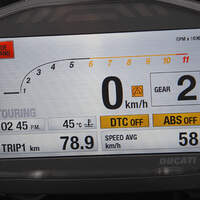 RPM x 1000
1 2 3 4 5 6 7 8 9 10 11
0 km/h
GEAR 2
TOURING
02 45 P.M. 45 °C
DTC OFF ABS OFF
TRIP1 km 78.9
SPEED AVG km/h 58
DUCATI